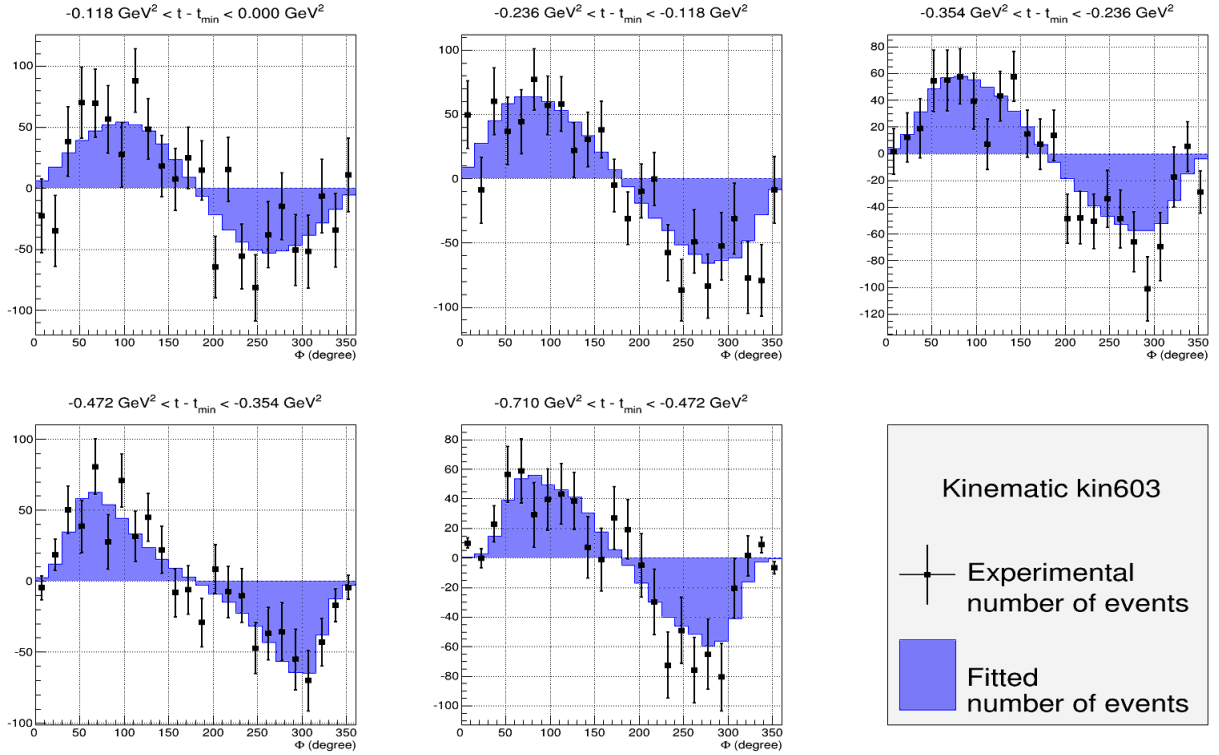 -0.118 GeV² < t - t_min < 0.000 GeV²
-0.236 GeV² < t - t_min < -0.118 GeV²
-0.354 GeV² < t - t_min < -0.236 GeV²
100
50
0
-50
-100
0 50 100 150 200 250 300 350
Φ (degree)
100
50
0
-50
-100
0 50 100 150 200 250 300 350
Φ (degree)
80
60
40
20
0
-20
-40
-60
-80
-100
-120
0 50 100 150 200 250 300 350
Φ (degree)
-0.472 GeV² < t - t_min < -0.354 GeV²
-0.710 GeV² < t - t_min < -0.472 GeV²
100
50
0
-50
-100
0 50 100 150 200 250 300 350
Φ (degree)
80
60
40
20
0
-20
-40
-60
-80
-100
0 50 100 150 200 250 300 350
Φ (degree)
Kinematic kin603
Experimental
number of events
Fitted
number of events